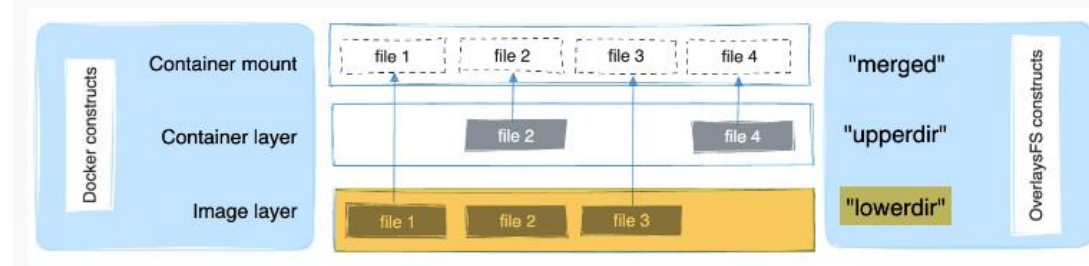 Docker constructs
Container mount
file 1
file 2
file 3
file 4
"merged"
Container layer
file 2
file 4
"upperdir"
Image layer
file 1
file 2
file 3
"lowerdir"
OverlaysFS constructs